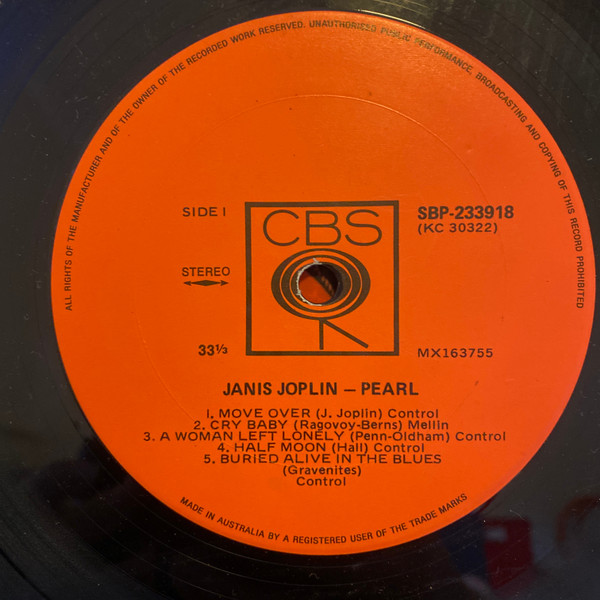 ALL RIGHTS OF THE MANUFACTURER AND OF THE OWNER OF THE RECORDED WORK RESERVED. UNAUTHORISED PUBLIC PERFORMANCE, BROADCASTING AND COPYING OF THIS RECORD PROHIBITED
SIDE I
CBS
SBP-233918
(KC 30322)
STEREO
33⅓
MX163755
JANIS JOPLIN – PEARL
1. MOVE OVER (J. Joplin) Control
2. CRY BABY (Ragovoy-Berns) Mellin
3. A WOMAN LEFT LONELY (Penn-Oldham) Control
4. HALF MOON (Hall) Control
5. BURIED ALIVE IN THE BLUES
(Gravenites)
Control
MADE IN AUSTRALIA BY A REGISTERED USER OF THE TRADE MARKS